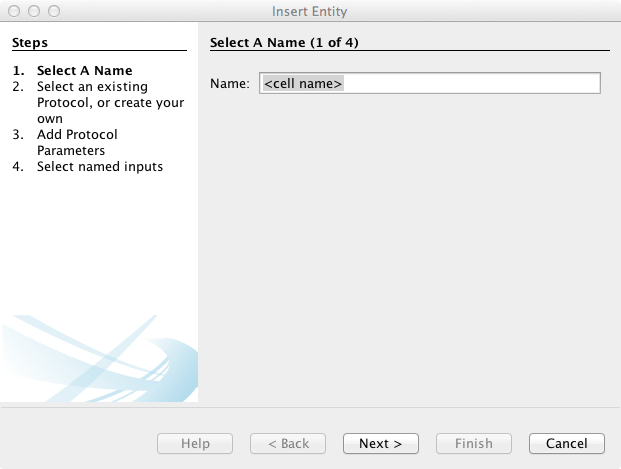 Insert Entity
Steps
1. Select A Name
2. Select an existing
Protocol, or create your
own
3. Add Protocol
Parameters
4. Select named inputs
Select A Name (1 of 4)
Name: <cell name>
Help < Back Next > Finish Cancel